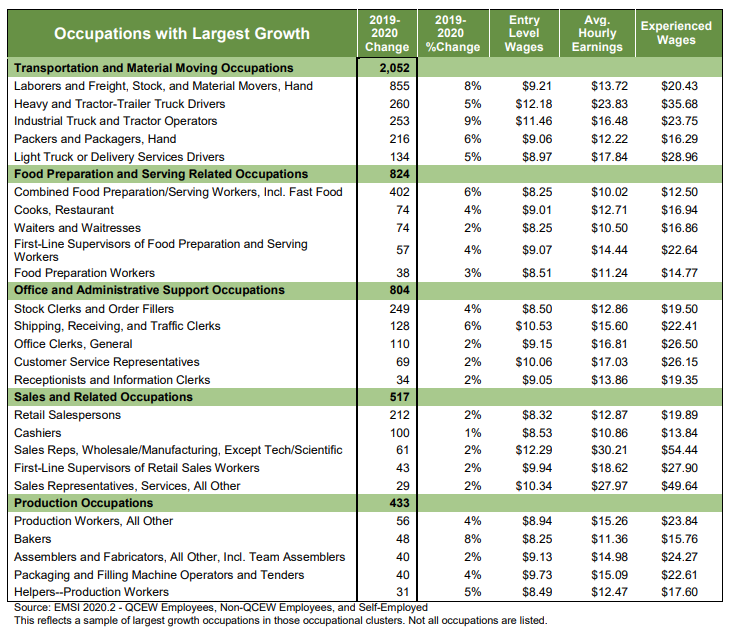 Occupations with Largest Growth 2019-2020 Change 2019-2020 %Change Entry Level Wages Avg. Hourly Earnings Experienced Wages
Transportation and Material Moving Occupations 2,052
Laborers and Freight, Stock, and Material Movers, Hand 855 8% $9.21 $13.72 $20.43
Heavy and Tractor-Trailer Truck Drivers 260 5% $12.18 $23.83 $35.68
Industrial Truck and Tractor Operators 253 9% $11.46 $16.48 $23.75
Packers and Packagers, Hand 216 6% $9.06 $12.22 $16.29
Light Truck or Delivery Services Drivers 134 5% $8.97 $17.84 $28.96
Food Preparation and Serving Related Occupations 824
Combined Food Preparation/Serving Workers, Incl. Fast Food 402 6% $8.25 $10.02 $12.50
Cooks, Restaurant 74 4% $9.01 $12.71 $16.94
Waiters and Waitresses 74 2% $8.25 $10.50 $16.86
First-Line Supervisors of Food Preparation and Serving
Workers 57 4% $9.07 $14.44 $22.64
Food Preparation Workers 38 3% $8.51 $11.24 $14.77
Office and Administrative Support Occupations 804
Stock Clerks and Order Fillers 249 4% $8.50 $12.86 $19.50
Shipping, Receiving, and Traffic Clerks 128 6% $10.53 $15.60 $22.41
Office Clerks, General 110 2% $9.15 $16.81 $26.50
Customer Service Representatives 69 2% $10.06 $17.03 $26.15
Receptionists and Information Clerks 34 2% $9.05 $13.86 $19.35
Sales and Related Occupations 517
Retail Salespersons 212 2% $8.32 $12.87 $19.89
Cashiers 100 1% $8.53 $10.86 $13.84
Sales Reps, Wholesale/Manufacturing, Except Tech/Scientific 61 2% $12.29 $30.21 $54.44
First-Line Supervisors of Retail Sales Workers 43 2% $9.94 $18.62 $27.90
Sales Representatives, Services, All Other 29 2% $10.34 $27.97 $49.64
Production Occupations 433
Production Workers, All Other 56 4% $8.94 $15.26 $23.84
Bakers 48 8% $8.25 $11.36 $15.76
Assemblers and Fabricators, All Other, Incl. Team Assemblers 40 2% $9.13 $14.98 $24.27
Packaging and Filling Machine Operators and Tenders 40 4% $9.73 $15.09 $22.61
Helpers--Production Workers 31 5% $8.49 $12.47 $17.60
Source: EMSI 2020.2 - QCEW Employees, Non-QCEW Employees, and Self-Employed
This reflects a sample of largest growth occupations in those occupational clusters. Not all occupations are listed.